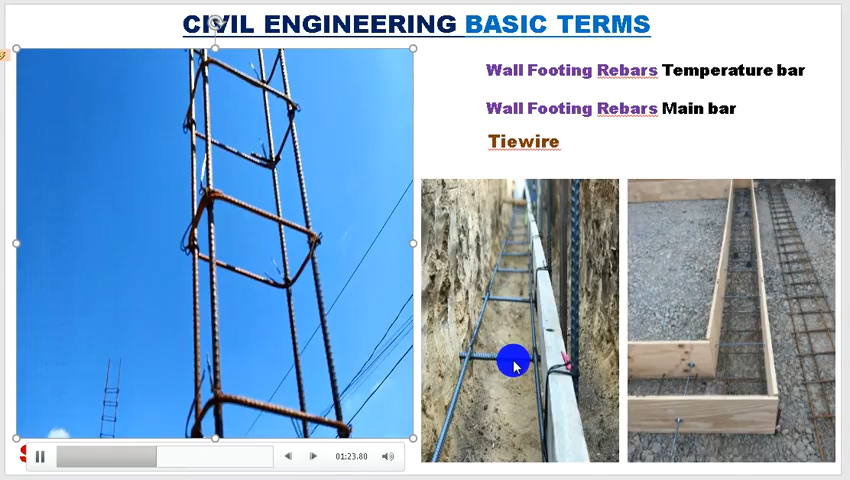 CIVIL ENGINEERING BASIC TERMS
Wall Footing Rebars Temperature bar
Wall Footing Rebars Main bar
Tiewire
01:23.80